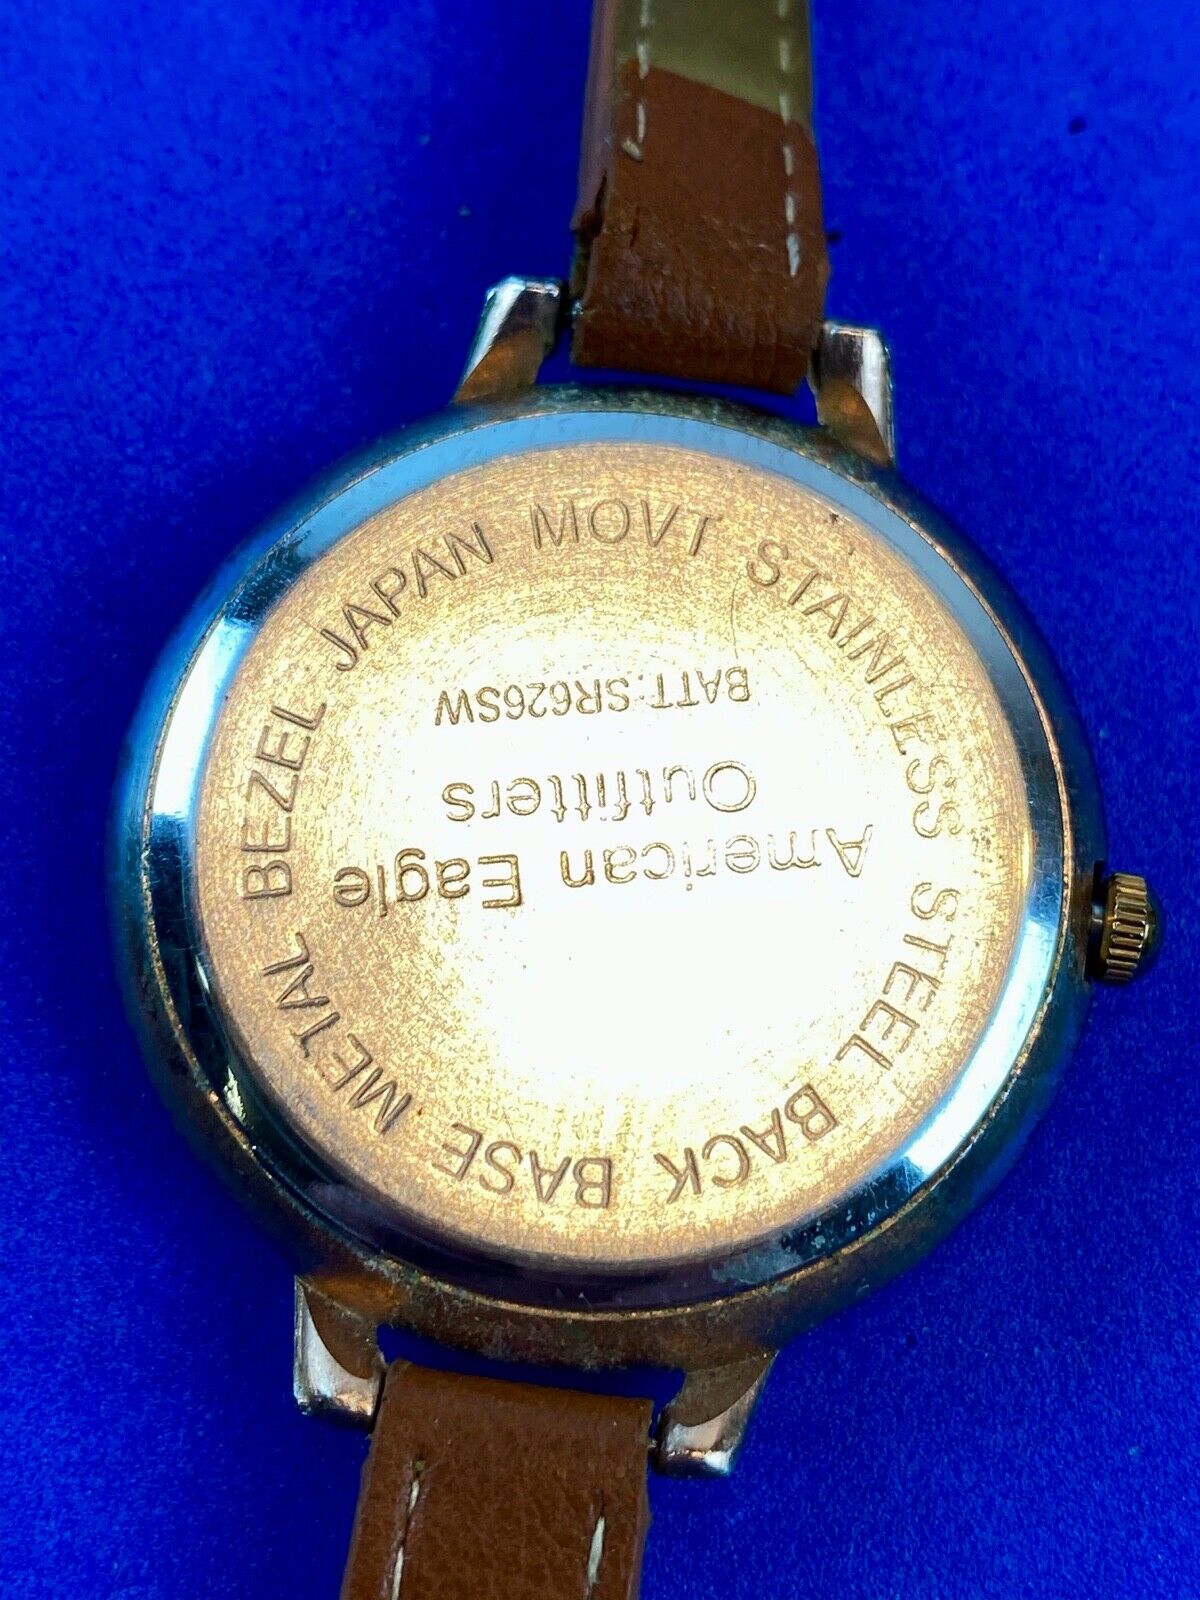 American Eagle
Outfitters
BATT:SR626SW
JAPAN MOVT STAINLESS STEEL BACK BASE METAL BEZEL